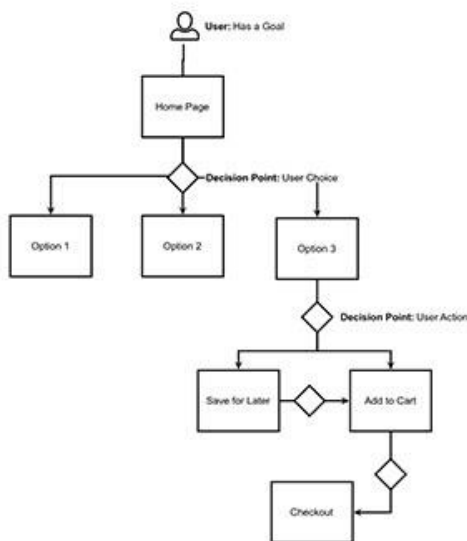 User: Has a Goal
Home Page
Decision Point: User Choice
Option 1
Option 2
Option 3
Decision Point: User Action
Save for Later
Add to Cart
Checkout